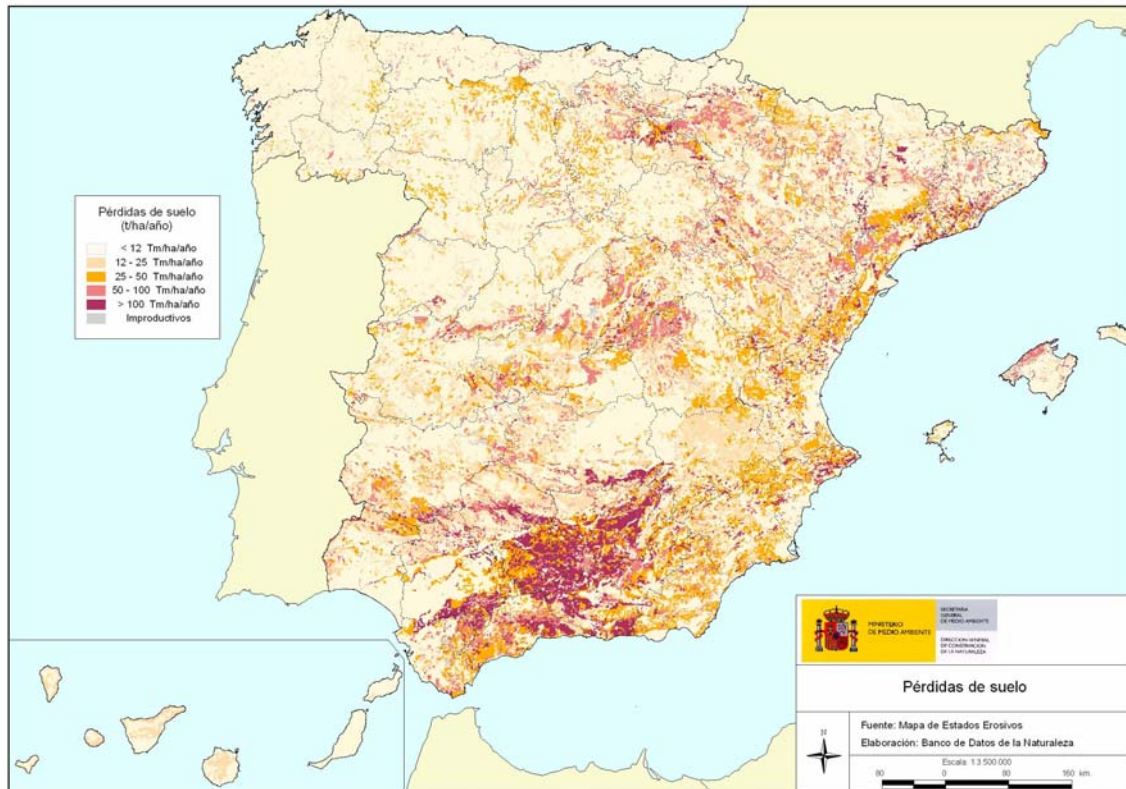 Pérdidas de suelo
(t/ha/año)
< 12 Tm/ha/año
12 - 25 Tm/ha/año
25 - 50 Tm/ha/año
50 - 100 Tm/ha/año
> 100 Tm/ha/año
Improductivos
MINISTERIO
DE MEDIO AMBIENTE
SECRETARIA
GENERAL
DE MEDIO AMBIENTE
DIRECCION GENERAL
DE CONSERVACION
DE LA NATURALEZA
Pérdidas de suelo
N
Fuente: Mapa de Estados Erosivos
Elaboración: Banco de Datos de la Naturaleza
Escala: 1:3 500 000
80 0 80 160 km.